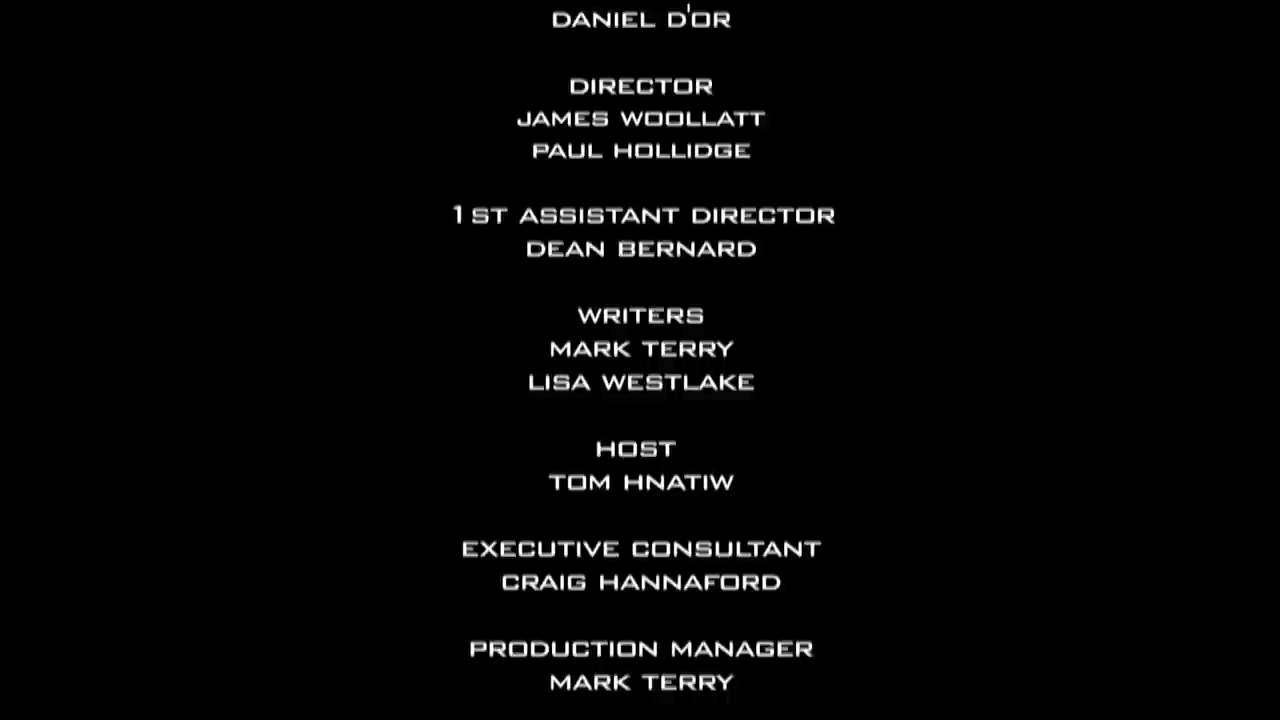 DANIEL D'OR
DIRECTOR
JAMES WOOLLATT
PAUL HOLLIDGE
1ST ASSISTANT DIRECTOR
DEAN BERNARD
WRITERS
MARK TERRY
LISA WESTLAKE
HOST
TOM HNATIW
EXECUTIVE CONSULTANT
CRAIG HANNAFORD
PRODUCTION MANAGER
MARK TERRY